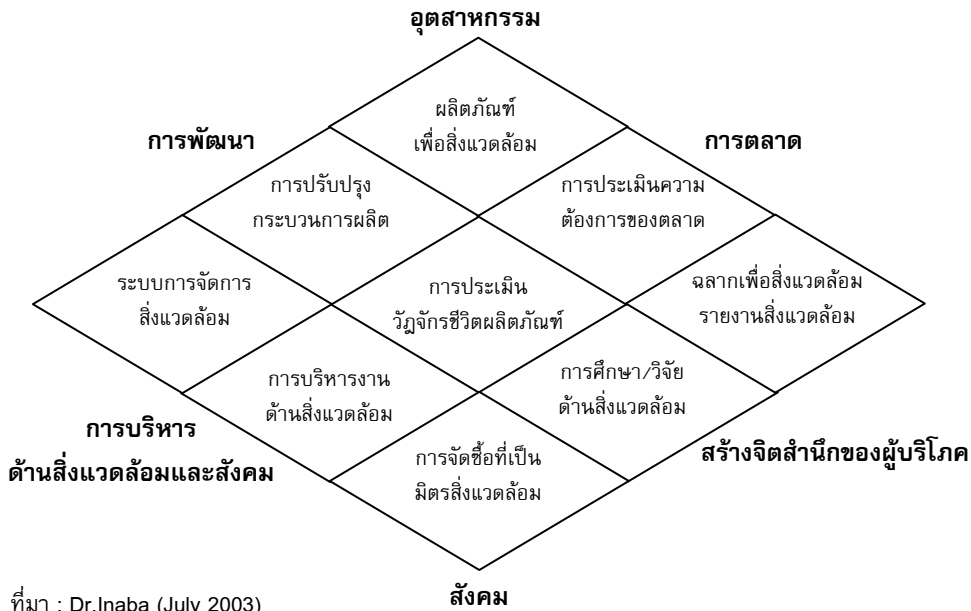 อุตสาหกรรม
ผลิตภัณฑ์
เพื่อสิ่งแวดล้อม
การพัฒนา
การตลาด
การปรับปรุง
กระบวนการผลิต
การประเมินความ
ต้องการของตลาด
ระบบการจัดการ
สิ่งแวดล้อม
การประเมิน
วัฎจักรชีวิตผลิตภัณฑ์
ฉลากเพื่อสิ่งแวดล้อม
รายงานสิ่งแวดล้อม
การบริหารงาน
ด้านสิ่งแวดล้อม
การศึกษา/วิจัย
ด้านสิ่งแวดล้อม
การบริหาร
ด้านสิ่งแวดล้อมและสังคม
สร้างจิตสำนึกของผู้บริโภค
การจัดซื้อที่เป็น
มิตรสิ่งแวดล้อม
สังคม
ที่มา : Dr.Inaba (July 2003)